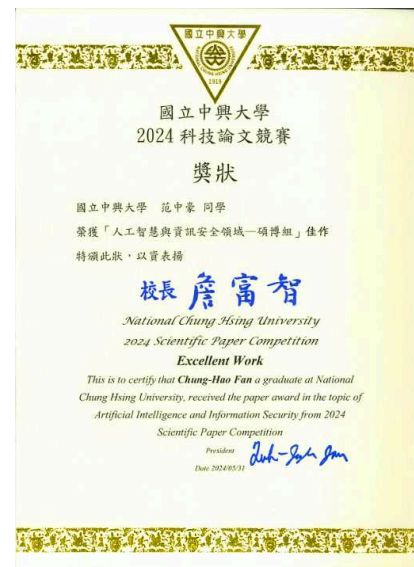 國立中興大學
1919
國立中興大學
2024 科技論文競賽
獎狀
國立中興大學 范中豪 同學
榮獲「人工智慧與資訊安全領域—碩博組」佳作
特頒此狀，以資表揚
校長 詹富智
National Chung Hsing University
2024 Scientific Paper Competition
Excellent Work
This is to certify that Chung-Hao Fan a graduate at National
Chung Hsing University, received the paper award in the topic of
Artificial Intelligence and Information Security from 2024
Scientific Paper Competition
President
Date 2024/05/31